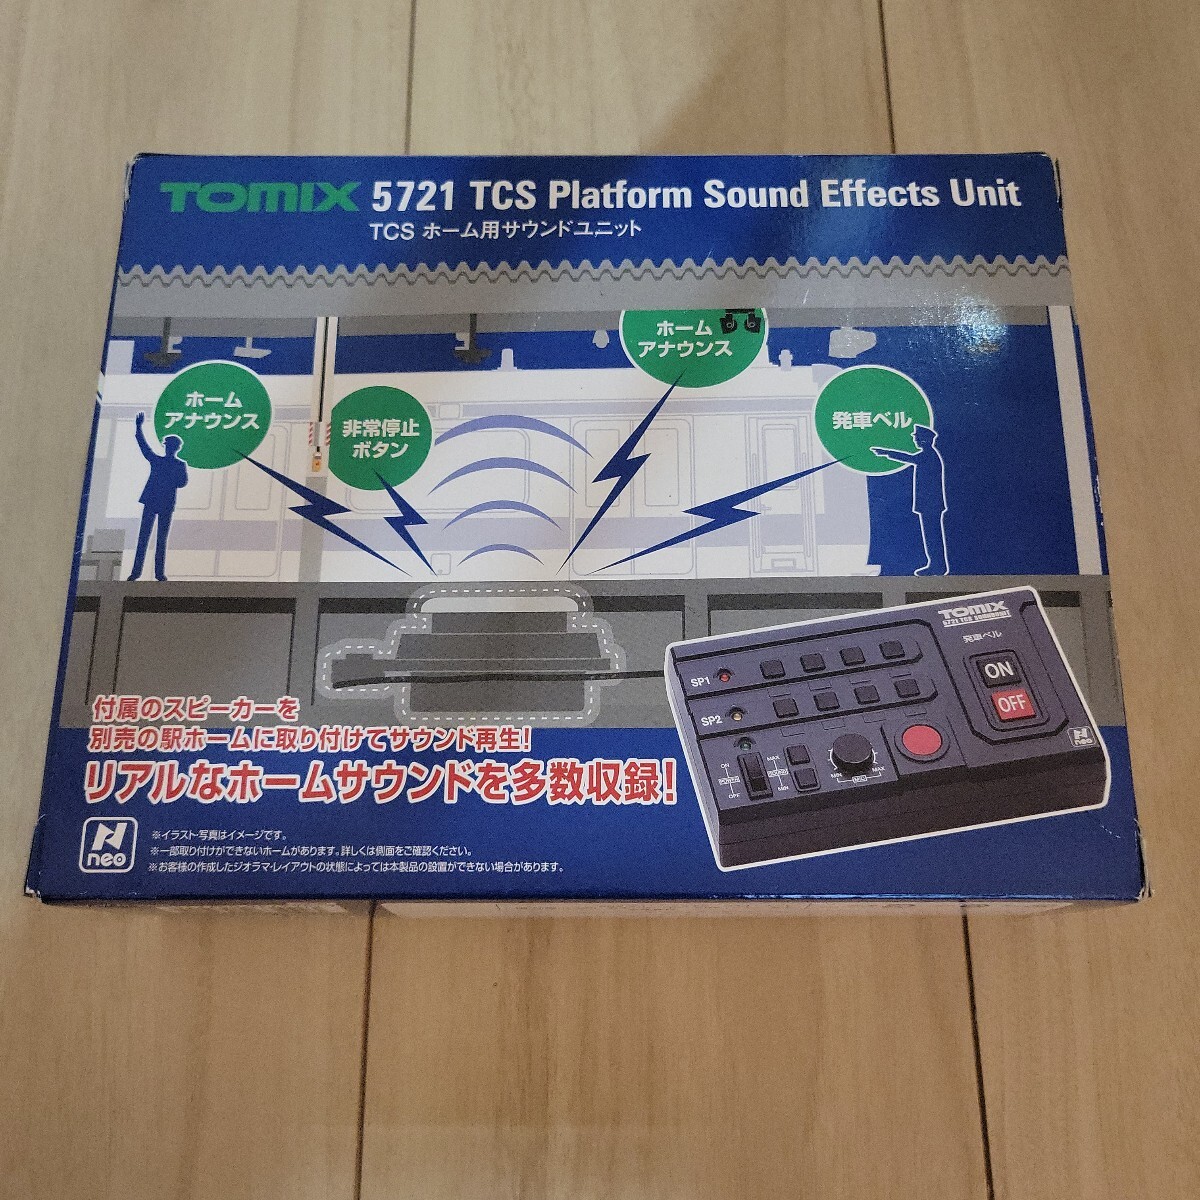 TOMIX 5721 TCS Platform Sound Effects Unit
TCS ホーム用サウンドユニット
ホーム
アナウンス
非常停止
ボタン
ホーム
アナウンス
発車ベル
付属のスピーカーを
別売の駅ホームに取り付けてサウンド再生!
リアルなホームサウンドを多数収録!
neo
※イラスト・写真はイメージです。
※一部取り付けができないホームがあります。詳しくは側面をご確認ください。
※お客様の作成したジオラマ・レイアウトの状態によっては本製品の設置ができない場合があります。
TOMIX
5721 TCS SOUND UNIT
発車ベル
ON
OFF
SP1
SP2
ON
POWER
OFF
MAX
MIN
MIN
MAX
neo